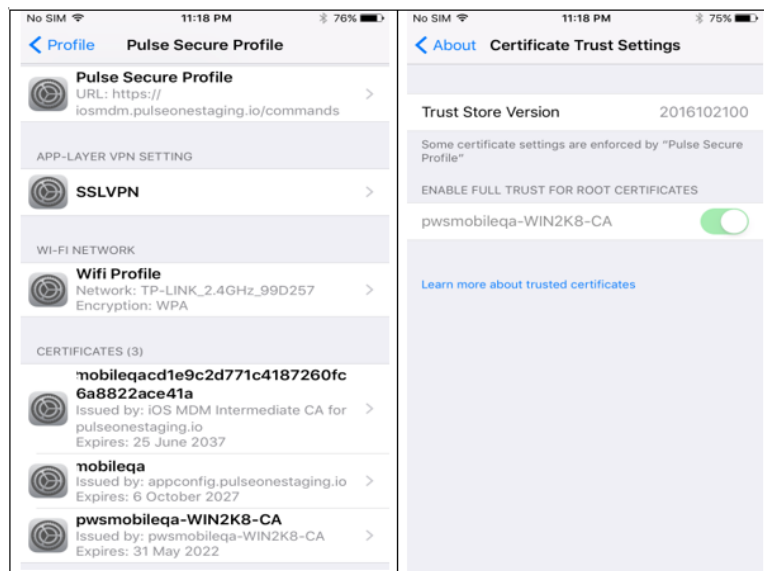 No SIM 11:18 PM 76%
Profile Pulse Secure Profile
Pulse Secure Profile
URL: https://
iosmdm.pulseonestaging.io/commands
APP-LAYER VPN SETTING
SSLVPN
WI-FI NETWORK
Wifi Profile
Network: TP-LINK_2.4GHz_99D257
Encryption: WPA
CERTIFICATES (3)
mobileqacd1e9c2d771c4187260fc
6a8822ace41a
Issued by: iOS MDM Intermediate CA for
pulseonestaging.io
Expires: 25 June 2037
mobileqa
Issued by: appconfig.pulseonestaging.io
Expires: 6 October 2027
pwsmobileqa-WIN2K8-CA
Issued by: pwsmobileqa-WIN2K8-CA
Expires: 31 May 2022
No SIM 11:18 PM 75%
About Certificate Trust Settings
Trust Store Version 2016102100
Some certificate settings are enforced by "Pulse Secure
Profile"
ENABLE FULL TRUST FOR ROOT CERTIFICATES
pwsmobileqa-WIN2K8-CA
Learn more about trusted certificates